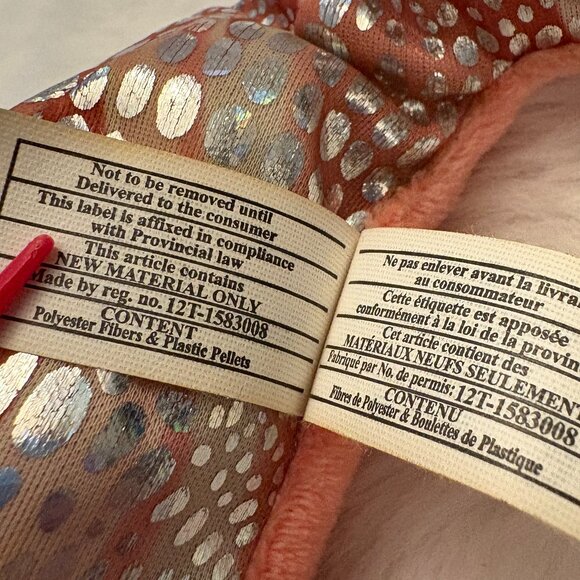 Not to be removed until
Delivered to the consumer
This label is affixed in compliance
with Provincial law
This article contains
NEW MATERIAL ONLY
Made by reg. no. 12T-1583008
CONTENT
Polyester Fibers & Plastic Pellets
Ne pas enlever avant la livra
au consommateur
Cette étiquette est apposée
conformément à la loi de la provin
Cet article contient des
MATÉRIAUX NEUFS SEULEMENT
Fabriqué par No. de permis: 12T-1583008
CONTENU
Fibres de Polyester & Boulettes de Plastique